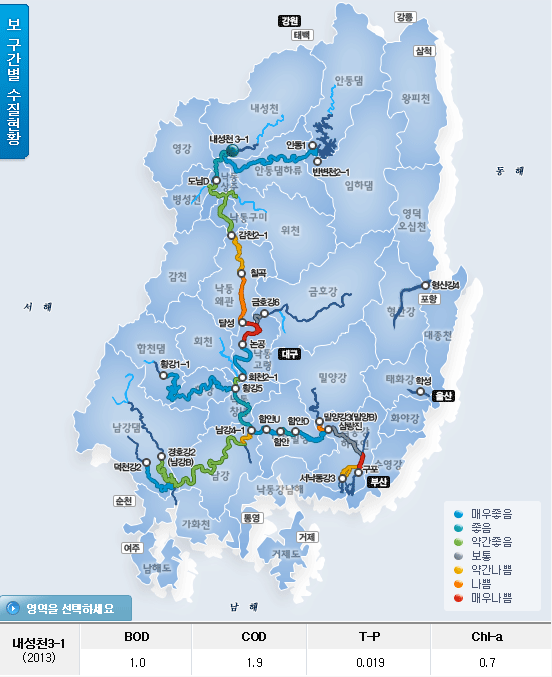 보 구간별 수질현황
강원
태백
강릉
삼척
안동댐
내성천
왕피천
영강
내성천 3-1
안동1
안동댐하류
반변천2-1
임하댐
도남D
낙동
상주
병성천
낙동구미
영덕
오십천
위천
감천2-1
동 해
감천
칠곡
낙동
왜관
금호강6
금호강
형산강4
포항
형산강
서 해
달성
대종천
회천
논공
합천댐
낙동
고령
대구
황강1-1
회천2-1
황강5
밀양강
태화강
학성
울산
남강댐
남강4-1
함안U
함안
함안D
밀양강3(밀양B)
삼랑진
회야강
경호강2
(남강B)
덕천강2
남강
수영강
구포
서낙동강3
부산
낙동강남해
순천
가화천
통영
여주
거제
남해도
거제도
남 해
매우좋음
좋음
약간좋음
보통
약간나쁨
나쁨
매우나쁨
영역을 선택하세요
내성천3-1
(2013)
BOD COD T-P Chl-a
1.0 1.9 0.019 0.7